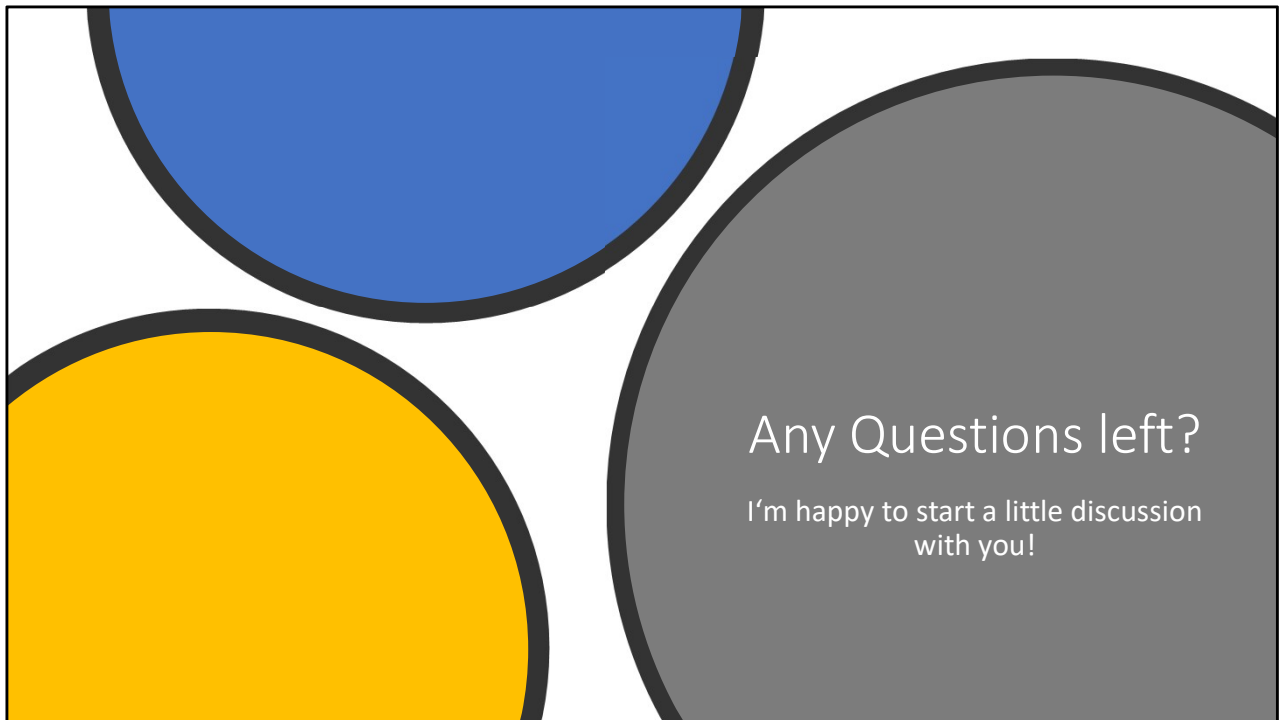 Any Questions left?
I‘m happy to start a little discussion
with you!